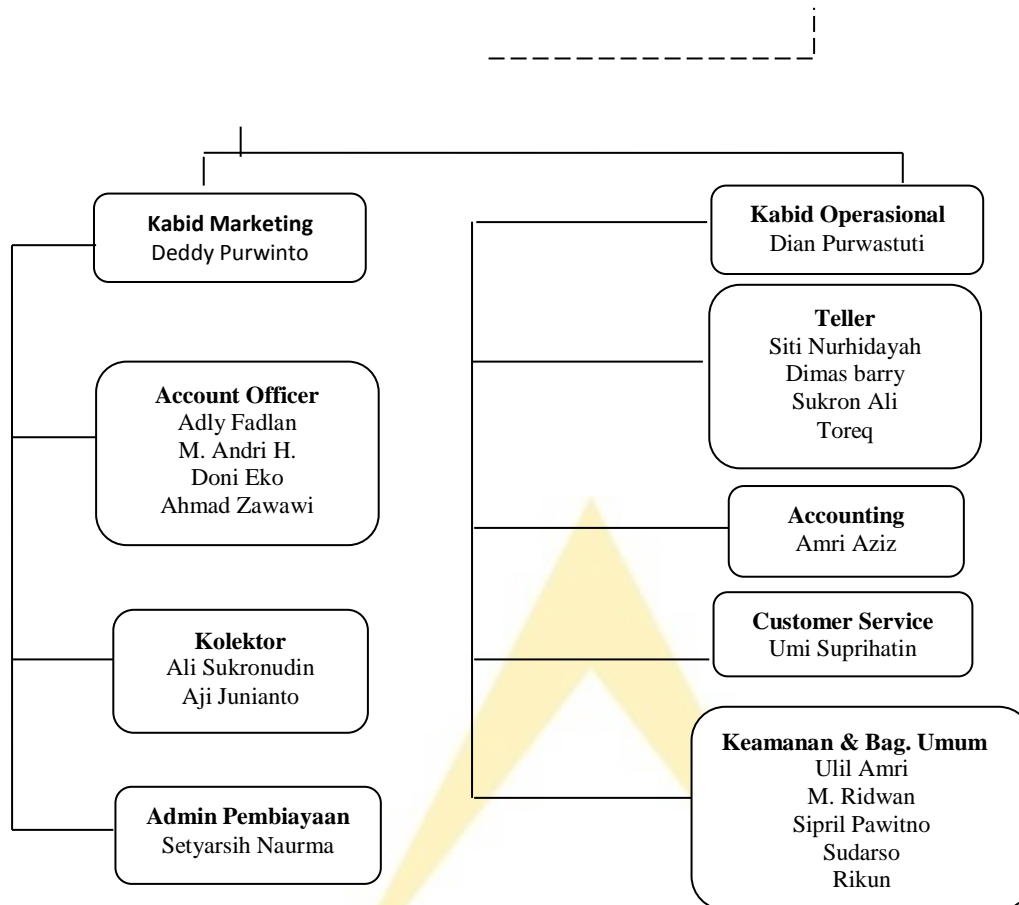 Kabid Marketing
Deddy Purwinto
Account Officer
Adly Fadlan
M. Andri H.
Doni Eko
Ahmad Zawawi
Kolektor
Ali Sukronudin
Aji Junianto
Admin Pembiayaan
Setyarsih Naurma
Kabid Operasional
Dian Purwastuti
Teller
Siti Nurhidayah
Dimas barry
Sukron Ali
Toreq
Accounting
Amri Aziz
Customer Service
Umi Suprihatin
Keamanan & Bag. Umum
Ulil Amri
M. Ridwan
Sipril Pawitno
Sudarso
Rikun